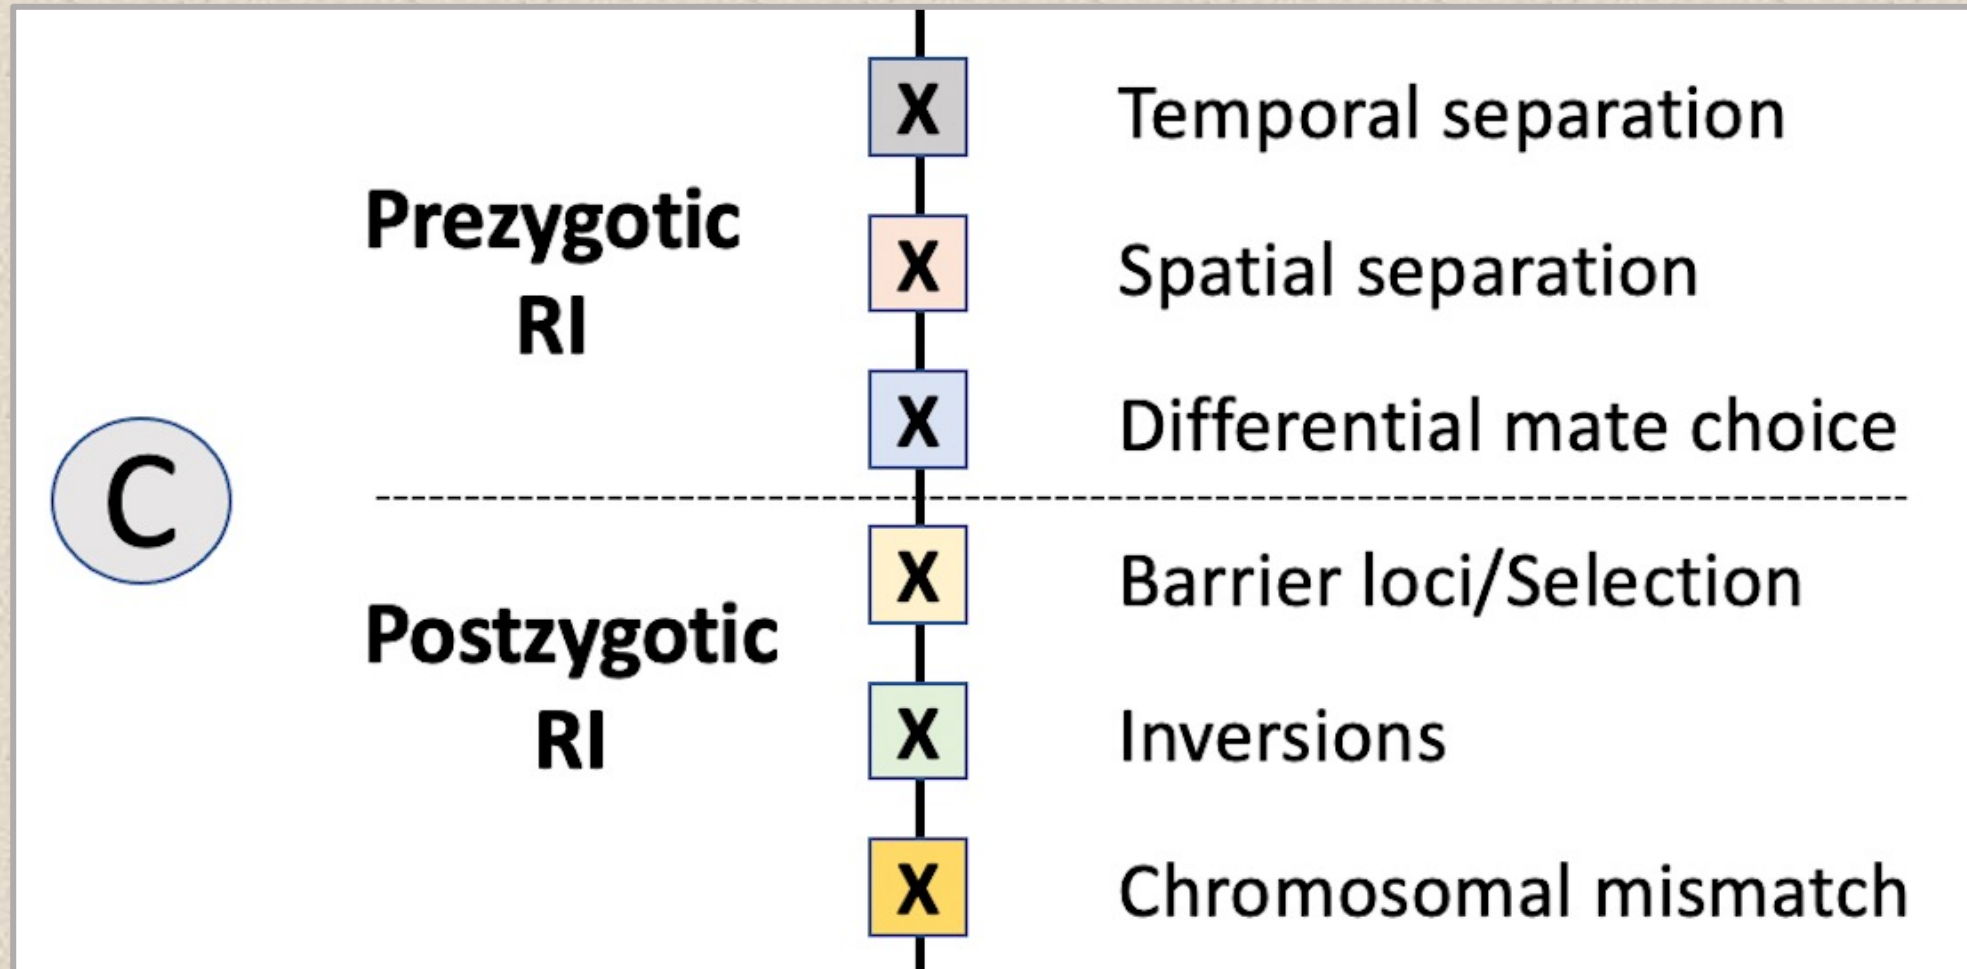 X Temporal separation
Prezygotic
RI
X Spatial separation
X Differential mate choice
C
X Barrier loci/Selection
Postzygotic
RI
X Inversions
X Chromosomal mismatch